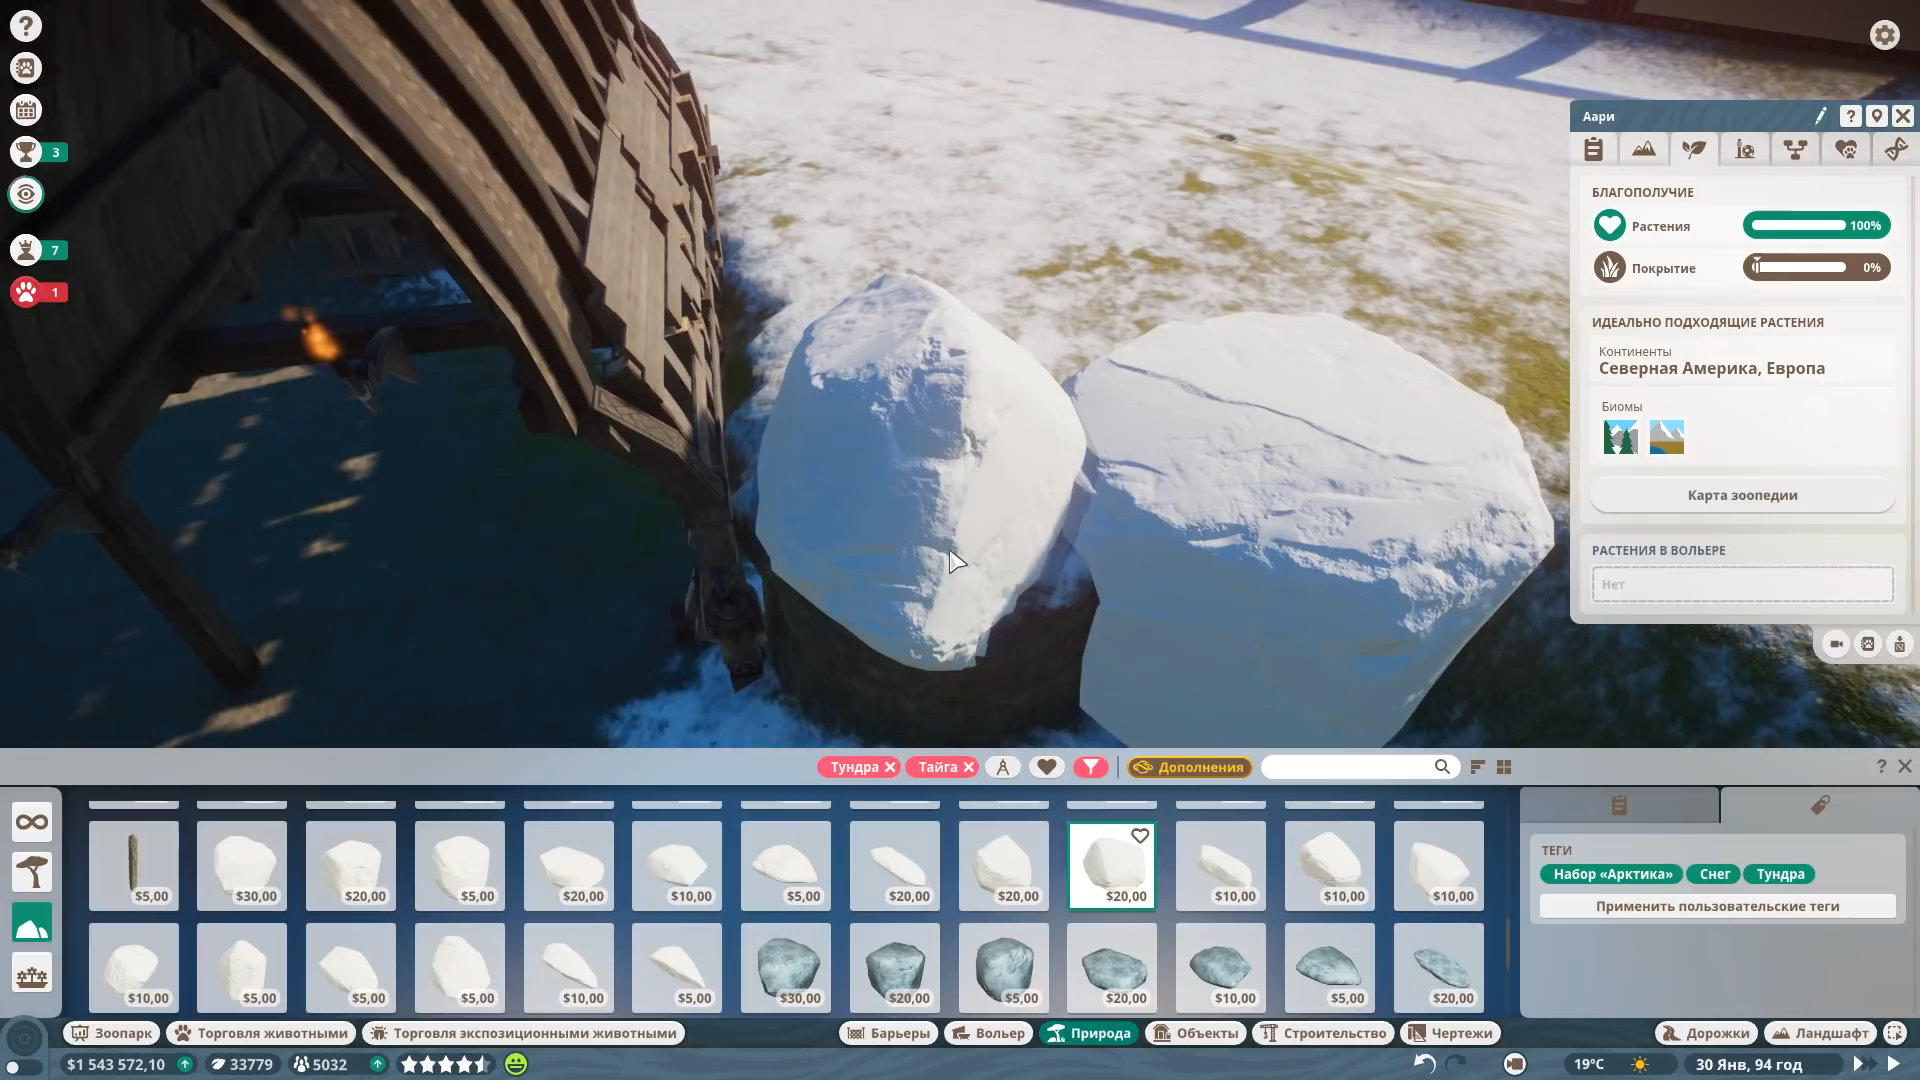 ?
3
7
1
Аари
?
БЛАГОПОЛУЧИЕ
Растения
100%
Покрытие
0%
ИДЕАЛЬНО ПОДХОДЯЩИЕ РАСТЕНИЯ
Континенты
Северная Америка, Европа
Биомы
Карта зоопедии
РАСТЕНИЯ В ВОЛЬЕРЕ
Нет
Тундра
Тайга
Дополнения
?
$5,00
$30,00
$20,00
$5,00
$20,00
$10,00
$5,00
$20,00
$20,00
$20,00
$10,00
$10,00
$10,00
$10,00
$5,00
$5,00
$5,00
$10,00
$5,00
$30,00
$20,00
$5,00
$20,00
$10,00
$5,00
$20,00
ТЕГИ
Набор «Арктика» Снег Тундра
Применить пользовательские теги
Зоопарк Торговля животными Торговля экспозиционными животными Барьеры Вольер Природа Объекты Строительство Чертежи Дорожки Ландшафт
$1 543 572,10 33779 5032 19°C 30 Янв, 94 год